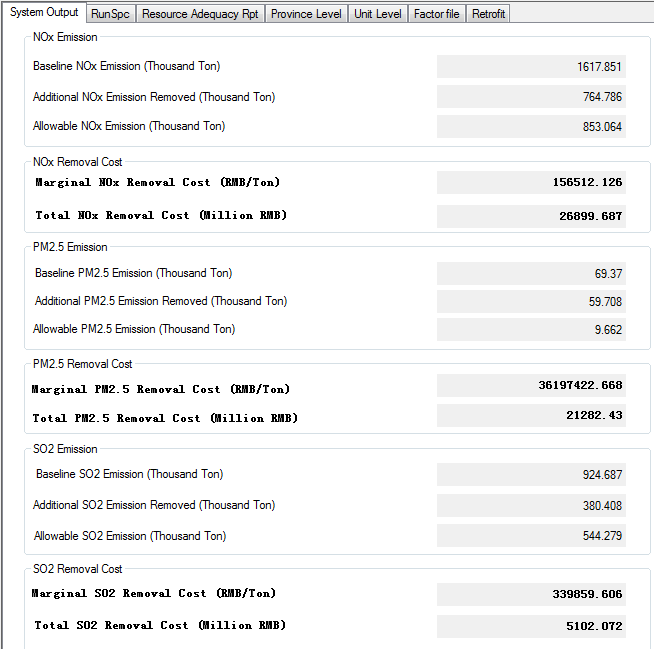 System Output RunSpc Resource Adequacy Rpt Province Level Unit Level Factor file Retrofit
NOx Emission
Baseline NOx Emission (Thousand Ton) 1617.851
Additional NOx Emission Removed (Thousand Ton) 764.786
Allowable NOx Emission (Thousand Ton) 853.064
NOx Removal Cost
Marginal NOx Removal Cost (RMB/Ton) 156512.126
Total NOx Removal Cost (Million RMB) 26899.687
PM2.5 Emission
Baseline PM2.5 Emission (Thousand Ton) 69.37
Additional PM2.5 Emission Removed (Thousand Ton) 59.708
Allowable PM2.5 Emission (Thousand Ton) 9.662
PM2.5 Removal Cost
Marginal PM2.5 Removal Cost (RMB/Ton) 36197422.668
Total PM2.5 Removal Cost (Million RMB) 21282.43
SO2 Emission
Baseline SO2 Emission (Thousand Ton) 924.687
Additional SO2 Emission Removed (Thousand Ton) 380.408
Allowable SO2 Emission (Thousand Ton) 544.279
SO2 Removal Cost
Marginal SO2 Removal Cost (RMB/Ton) 339859.606
Total SO2 Removal Cost (Million RMB) 5102.072